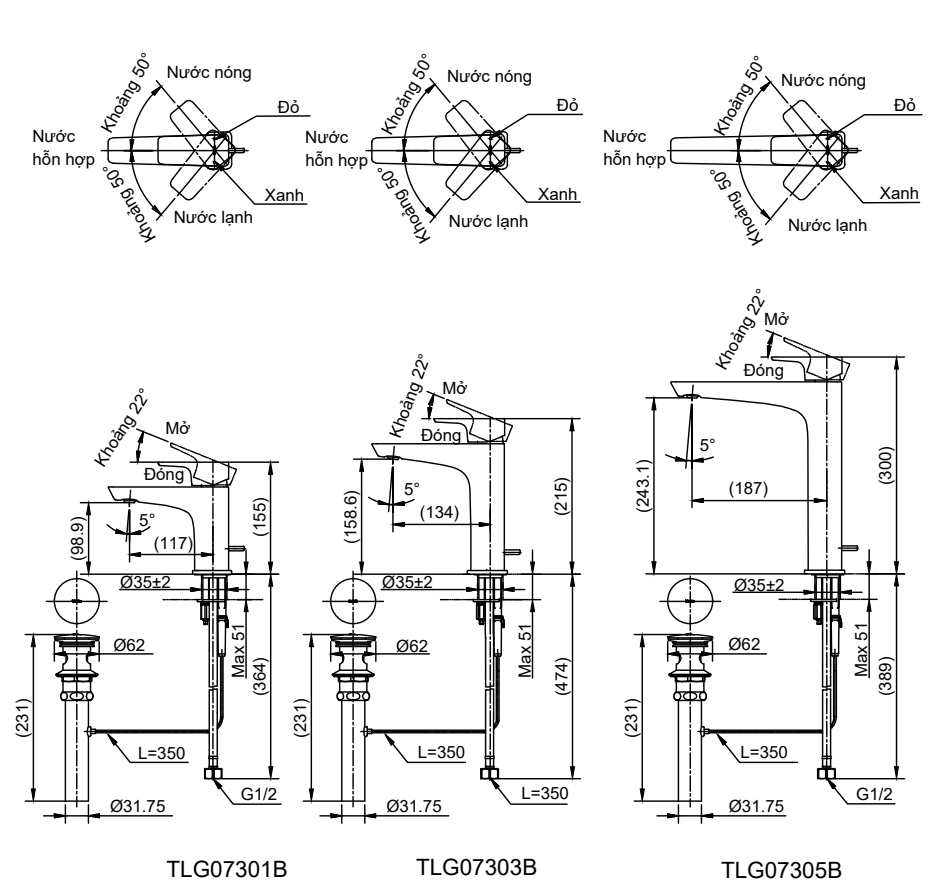 Khoảng 50°
Nước nóng
Đỏ
Nước
hỗn hợp
Xanh
Khoảng 50°
Nước lạnh
Khoảng 22°
Mở
Đóng
5°
(117)
(98.9)
(155)
Ø35±2
Max 51
(364)
Ø62
(231)
L=350
G1/2
Ø31.75
TLG07301B
Khoảng 50°
Nước nóng
Đỏ
Nước
hỗn hợp
Xanh
Khoảng 50°
Nước lạnh
Khoảng 22°
Mở
Đóng
5°
(134)
(158.6)
(215)
Ø35±2
Max 51
(474)
Ø62
(231)
L=350
L=350
Ø31.75
TLG07303B
Khoảng 50°
Nước nóng
Đỏ
Nước
hỗn hợp
Xanh
Khoảng 50°
Nước lạnh
Khoảng 22°
Mở
Đóng
5°
(187)
(243.1)
(300)
Ø35±2
Max 51
(389)
Ø62
(231)
L=350
G1/2
Ø31.75
TLG07305B